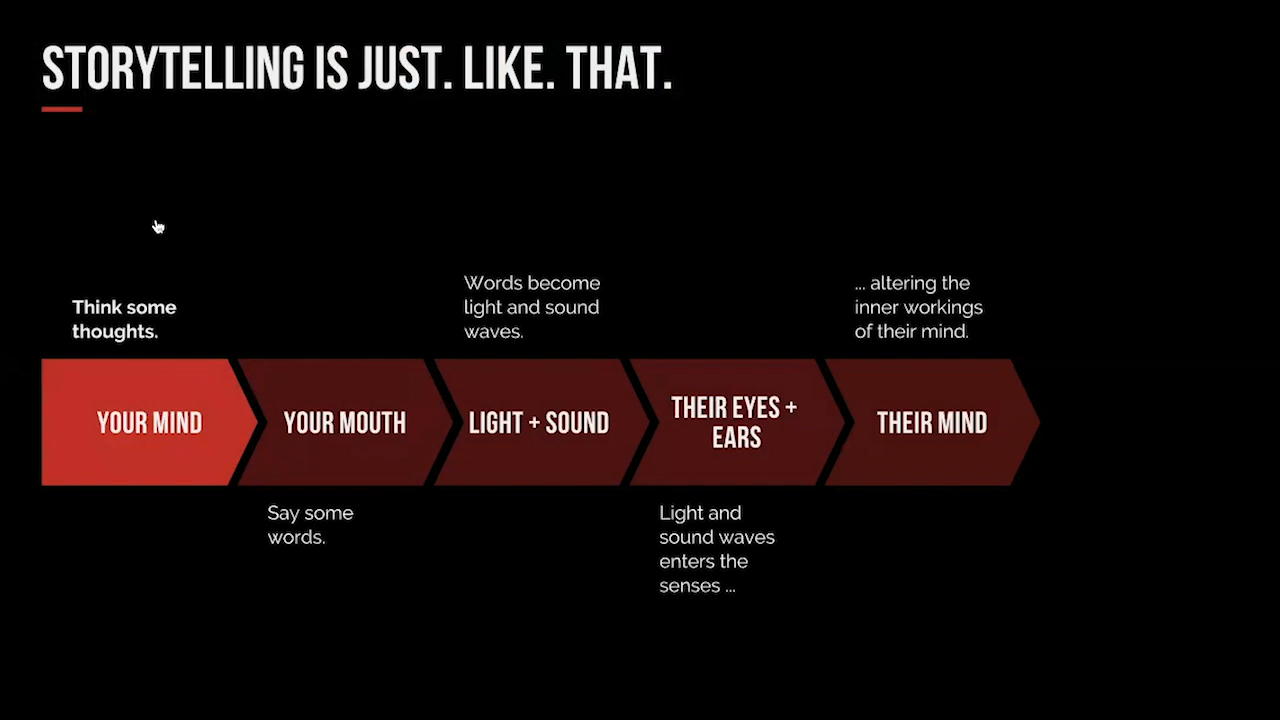 STORYTELLING IS JUST. LIKE. THAT.
Think some
thoughts.
YOUR MIND
YOUR MOUTH
Say some
words.
Words become
light and sound
waves.
LIGHT + SOUND
THEIR EYES +
EARS
Light and
sound waves
enters the
senses ...
... altering the
inner workings
of their mind.
THEIR MIND